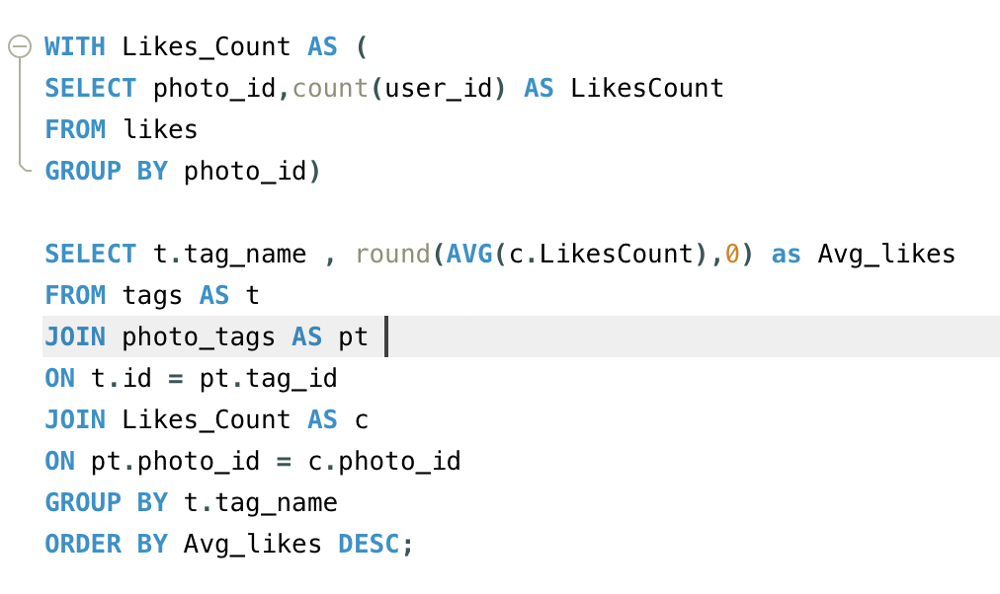 WITH Likes_Count AS (
SELECT photo_id,count(user_id) AS LikesCount
FROM likes
GROUP BY photo_id)
SELECT t.tag_name , round(AVG(c.LikesCount),0) as Avg_likes
FROM tags AS t
JOIN photo_tags AS pt
ON t.id = pt.tag_id
JOIN Likes_Count AS c
ON pt.photo_id = c.photo_id
GROUP BY t.tag_name
ORDER BY Avg_likes DESC;